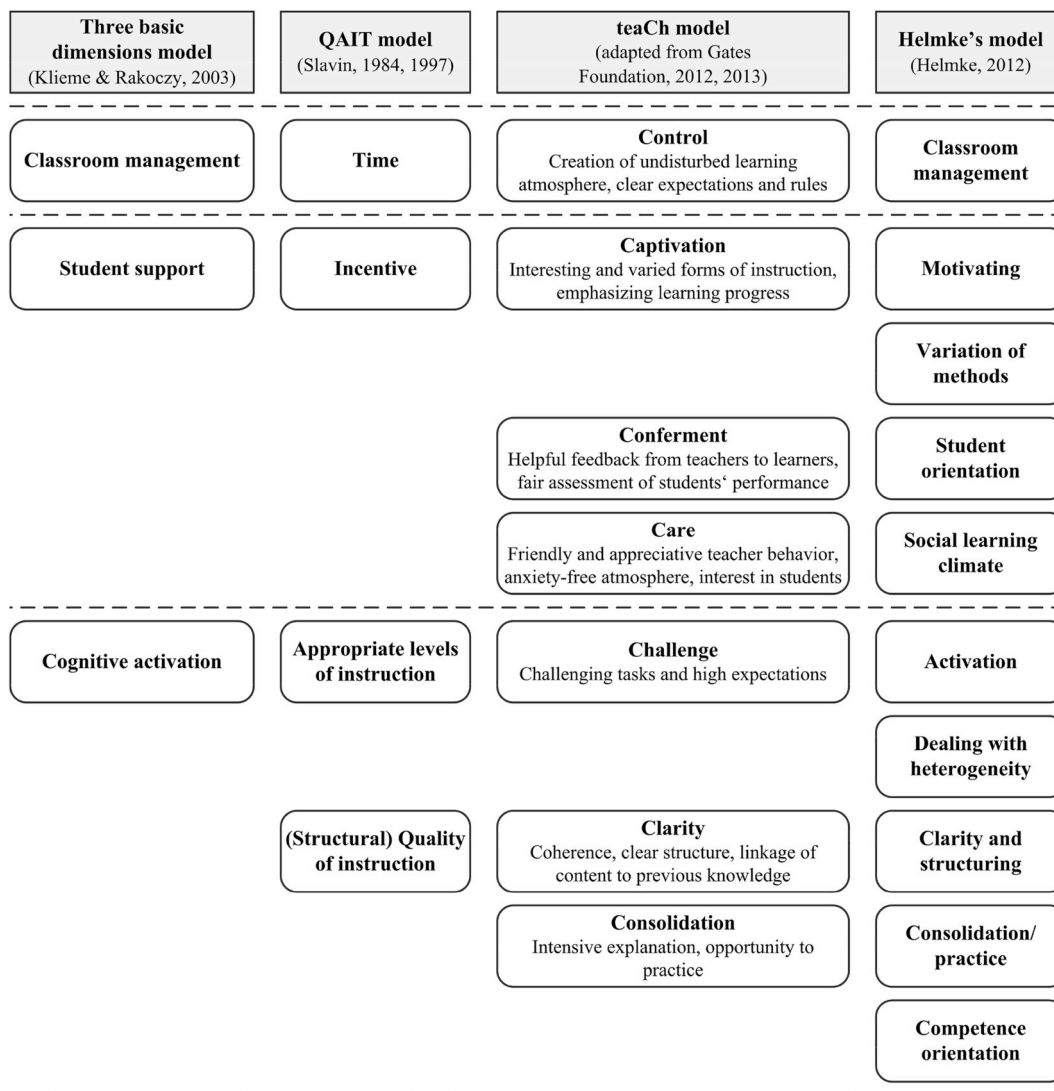 Three basic
dimensions model
(Klieme & Rakoczy, 2003)
QAIT model
(Slavin, 1984, 1997)
teaCh model
(adapted from Gates
Foundation, 2012, 2013)
Helmke’s model
(Helmke, 2012)
Classroom management
Time
Control
Creation of undisturbed learning
atmosphere, clear expectations and rules
Classroom
management
Student support
Incentive
Captivation
Interesting and varied forms of instruction,
emphasizing learning progress
Motivating
Variation of
methods
Conferment
Helpful feedback from teachers to learners,
fair assessment of students‘ performance
Student
orientation
Care
Friendly and appreciative teacher behavior,
anxiety-free atmosphere, interest in students
Social learning
climate
Cognitive activation
Appropriate levels
of instruction
Challenge
Challenging tasks and high expectations
Activation
Dealing with
heterogeneity
(Structural) Quality
of instruction
Clarity
Coherence, clear structure, linkage of
content to previous knowledge
Clarity and
structuring
Consolidation
Intensive explanation, opportunity to
practice
Consolidation/
practice
Competence
orientation